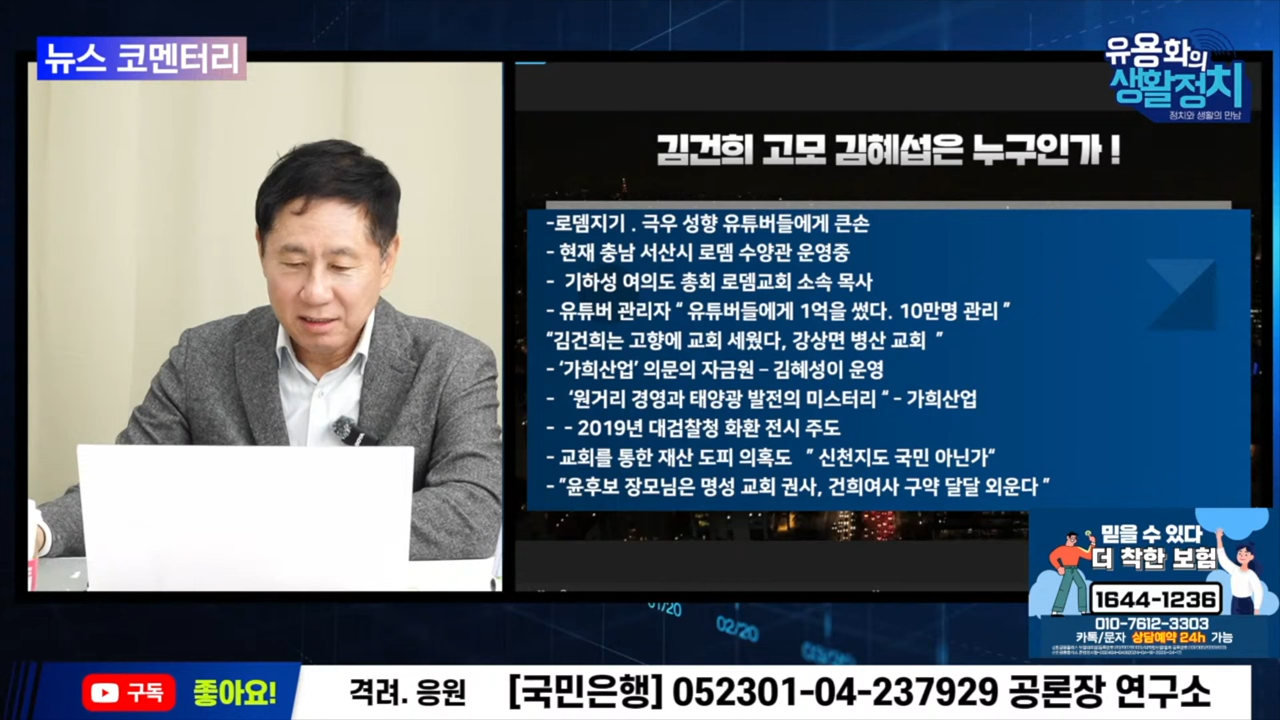 뉴스 코멘터리
유용화의
생활정치
정치와 생활의 만남
김건희 고모 김혜섭은 누구인가 !
-로뎀지기 . 극우 성향 유튜버들에게 큰손
- 현재 충남 서산시 로뎀 수양관 운영중
- 기하성 여의도 총회 로뎀교회 소속 목사
- 유튜버 관리자 “ 유튜버들에게 1억을 썼다. 10만명 관리 ”
“김건희는 고향에 교회 세웠다, 강상면 병산 교회 ”
- ‘가희산업’ 의문의 자금원 – 김혜성이 운영
- ‘원거리 경영과 태양광 발전의 미스터리 “ - 가희산업
- - 2019년 대검찰청 화환 전시 주도
- 교회를 통한 재산 도피 의혹도 ” 신천지도 국민 아닌가“
- ”윤후보 장모님은 명성 교회 권사, 건희여사 구약 달달 외운다 ”
믿을 수 있다
더 착한 보험
1644-1236
010-7612-3303
카톡/문자 상담예약 24h 가능
01/20
02/20
구독
좋아요!
격려. 응원
[국민은행] 052301-04-237929 공론장 연구소